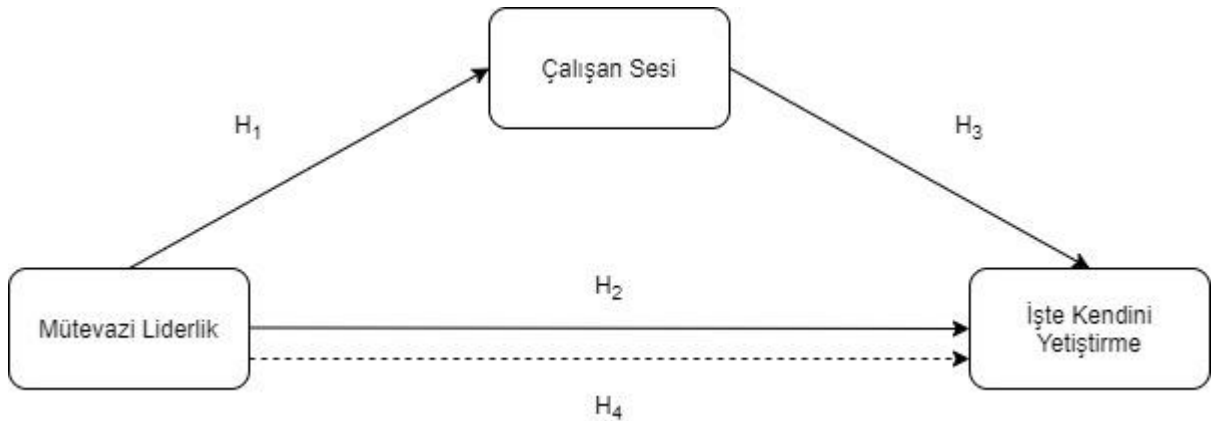 Çalışan Sesi
H₁
H₃
Mütevazi Liderlik
H₂
İşte Kendini
Yetiştirme
H₄